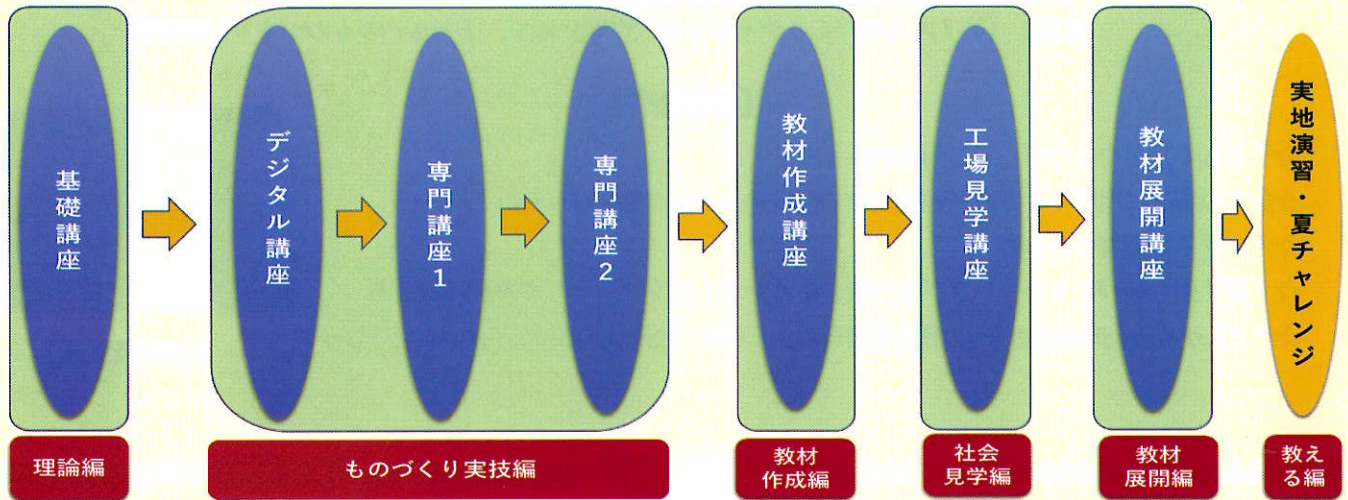 基礎講座
デジタル講座
専門講座1
専門講座2
教材作成講座
工場見学講座
教材展開講座
実地演習・夏チャレンジ
理論編
ものづくり実技編
教材
作成編
社会
見学編
教材
展開編
教え
る編